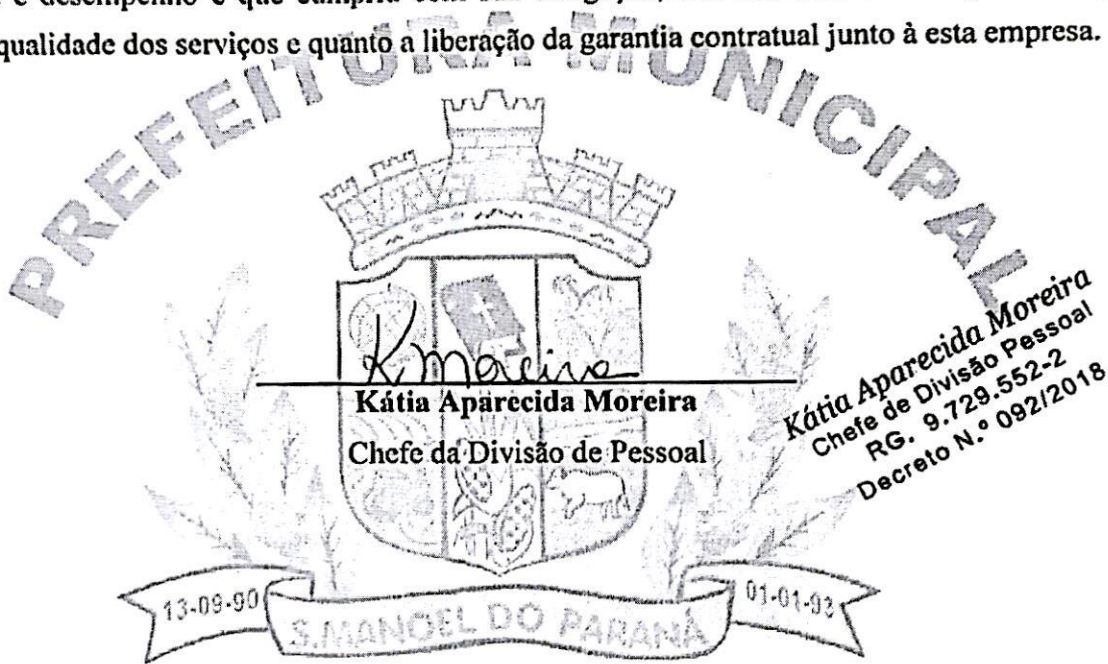 qualidade dos serviços e quanto a liberação da garantia contratual junto à esta empresa.
PREFEITURA MUNICIPAL
KMoreira
Kátia Aparecida Moreira
Chefe da Divisão de Pessoal
Kátia Aparecida Moreira
Chefe de Divisão Pessoal
RG. 9.729.552-2
Decreto N.º 092/2018
13-09-90
S.MANOEL DO PARANÁ
01-01-93